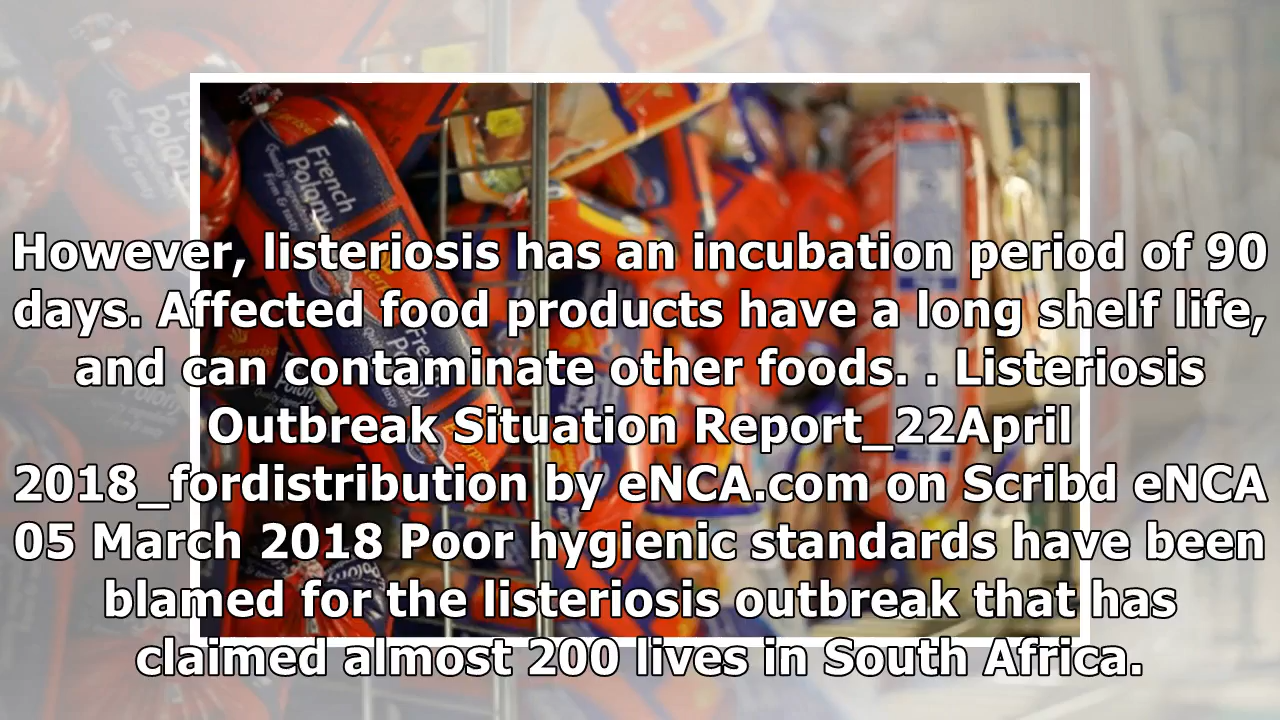 However, listeriosis has an incubation period of 90
days. Affected food products have a long shelf life,
and can contaminate other foods. . Listeriosis
Outbreak Situation Report_22April
2018_fordistribution by eNCA.com on Scribd eNCA
05 March 2018 Poor hygienic standards have been
blamed for the listeriosis outbreak that has
claimed almost 200 lives in South Africa.
French
Polony